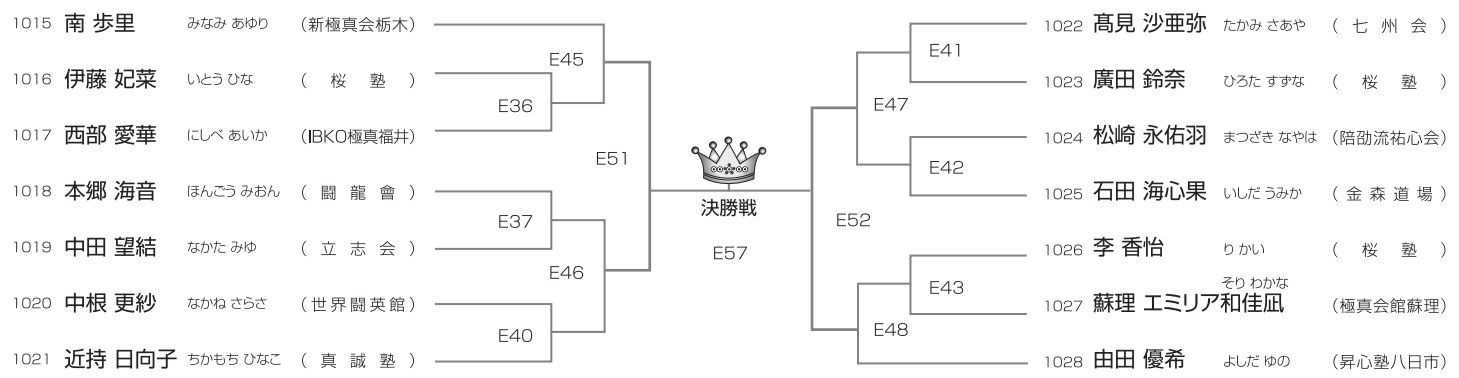 1015 南 歩里 みなみ あゆり (新極真会栃木)
1016 伊藤 妃菜 いとう ひな ( 桜 塾 )
1017 西部 愛華 にしべ あいか (IBKO極真福井)
1018 本郷 海音 ほんごう みおん ( 闘 龍 會 )
1019 中田 望結 なかた みゆ ( 立 志 会 )
1020 中根 更紗 なかね さらさ (世界闘英館)
1021 近持 日向子 ちかもち ひなこ ( 真 誠 塾 )
E45
E36
E51
E37
E46
E40
決勝戦
E57
E41
E47
E42
E52
E43
E48
1022 髙見 沙亜弥 たかみ さあや ( 七 州 会 )
1023 廣田 鈴奈 ひろた すずな ( 桜 塾 )
1024 松崎 永佑羽 まつざき なやは (陪劭流祐心会)
1025 石田 海心果 いしだ うみか (金森道場)
1026 李 香怡 り かい ( 桜 塾 )
そり わかな
1027 蘇理 エミリア和佳凪 (極真会館蘇理)
1028 由田 優希 よしだ ゆの (昇心塾八日市)